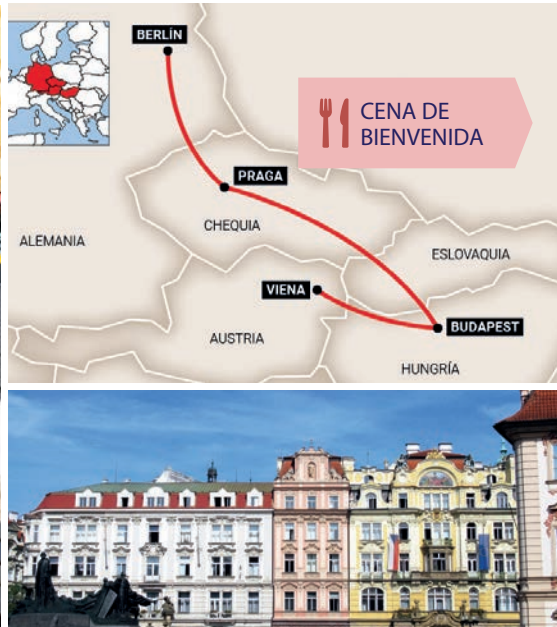 BERLÍN
CENA DE
BIENVENIDA
PRAGA
CHEQUIA
ALEMANIA
ESLOVAQUIA
VIENA
BUDAPEST
AUSTRIA
HUNGRÍA